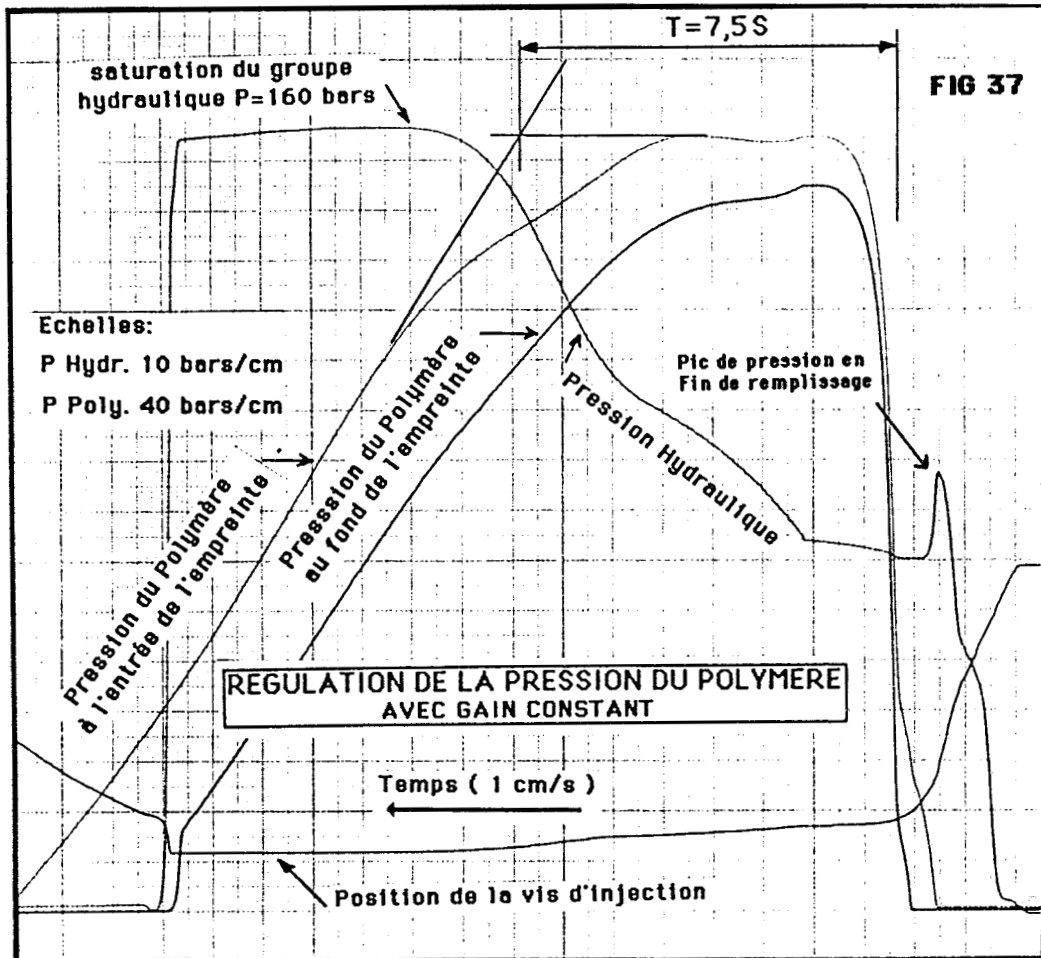 T=7,5S
saturation du groupe
hydraulique P=160 bars
FIG 37
Echelles:
P Hydr. 10 bars/cm
P Poly. 40 bars/cm
Pression du Polymère
à l'entrée de l'empreinte
Presssion du Polymère
au fond de l'empreinte
Pression Hydraulique
Pic de pression en
Fin de remplissage
REGULATION DE LA PRESSION DU POLYMERE
AVEC GAIN CONSTANT
Temps ( 1 cm/s )
Position de la vis d'injection